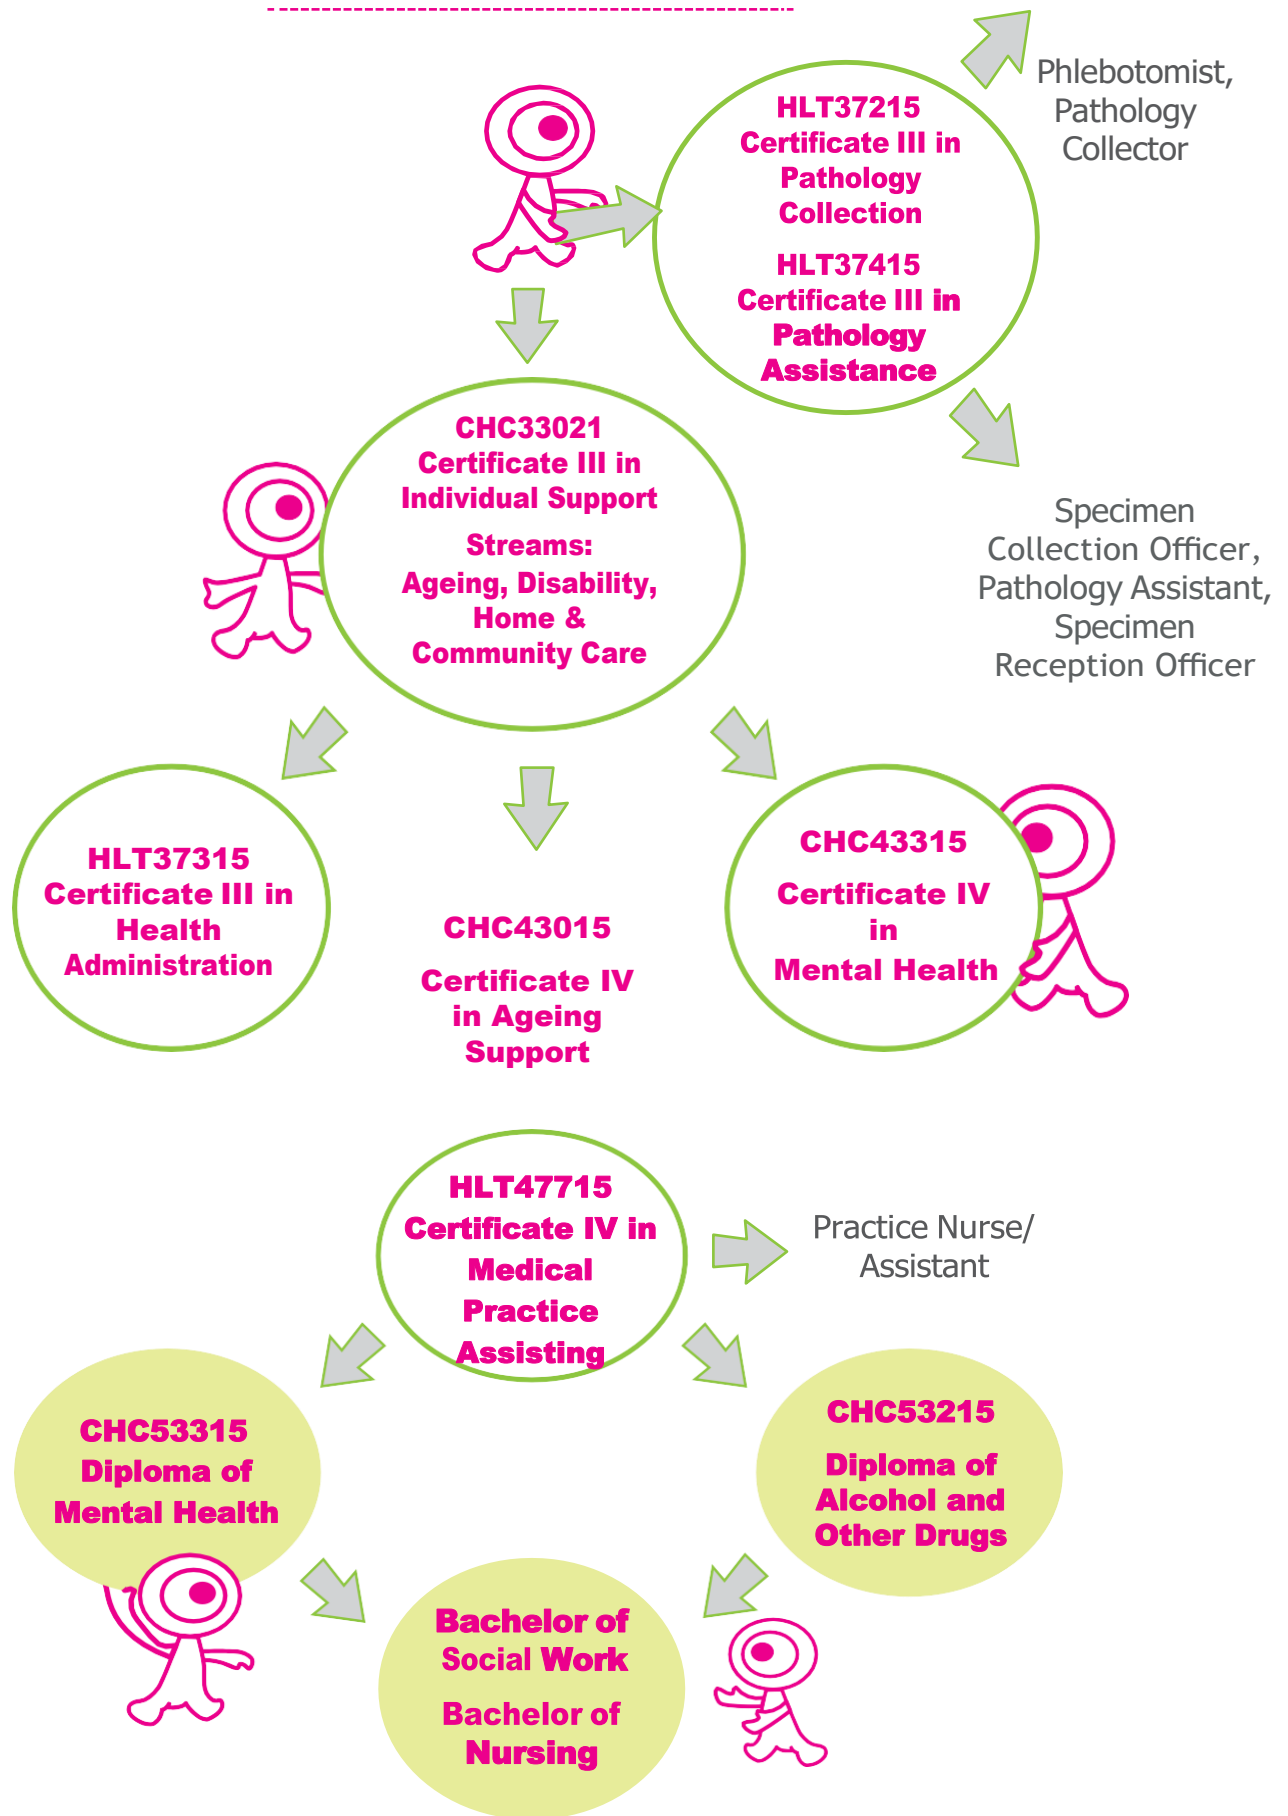 Phlebotomist,
Pathology
Collector
HLT37215
Certificate III in
Pathology
Collection
HLT37415
Certificate III in
Pathology
Assistance
CHC33021
Certificate III in
Individual Support
Streams:
Ageing, Disability,
Home &
Community Care
Specimen
Collection Officer,
Pathology Assistant,
Specimen
Reception Officer
HLT37315
Certificate III in
Health
Administration
CHC43015
Certificate IV
in Ageing
Support
CHC43315
Certificate IV
in
Mental Health
HLT47715
Certificate IV in
Medical
Practice
Assisting
Practice Nurse/
Assistant
CHC53315
Diploma of
Mental Health
CHC53215
Diploma of
Alcohol and
Other Drugs
Bachelor of
Social Work
Bachelor of
Nursing